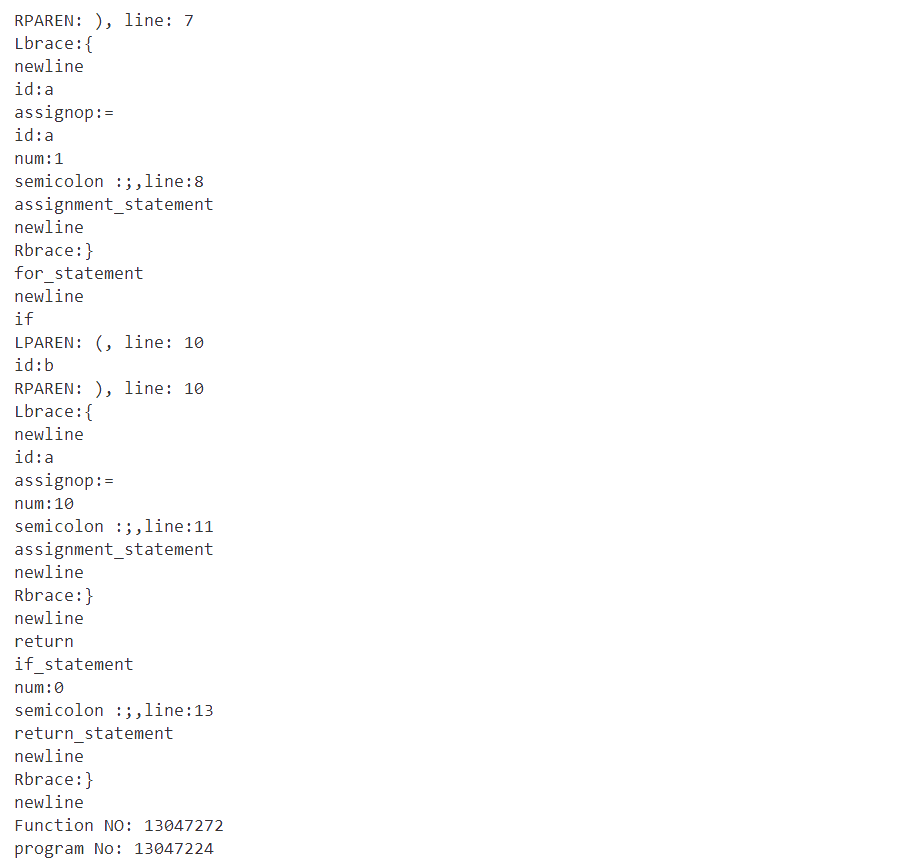 RPAREN: ), line: 7
Lbrace:{
newline
id:a
assignop:=
id:a
num:1
semicolon :;,line:8
assignment_statement
newline
Rbrace:}
for_statement
newline
if
LPAREN: (, line: 10
id:b
RPAREN: ), line: 10
Lbrace:{
newline
id:a
assignop:=
num:10
semicolon :;,line:11
assignment_statement
newline
Rbrace:}
newline
return
if_statement
num:0
semicolon :;,line:13
return_statement
newline
Rbrace:}
newline
Function NO: 13047272
program No: 13047224